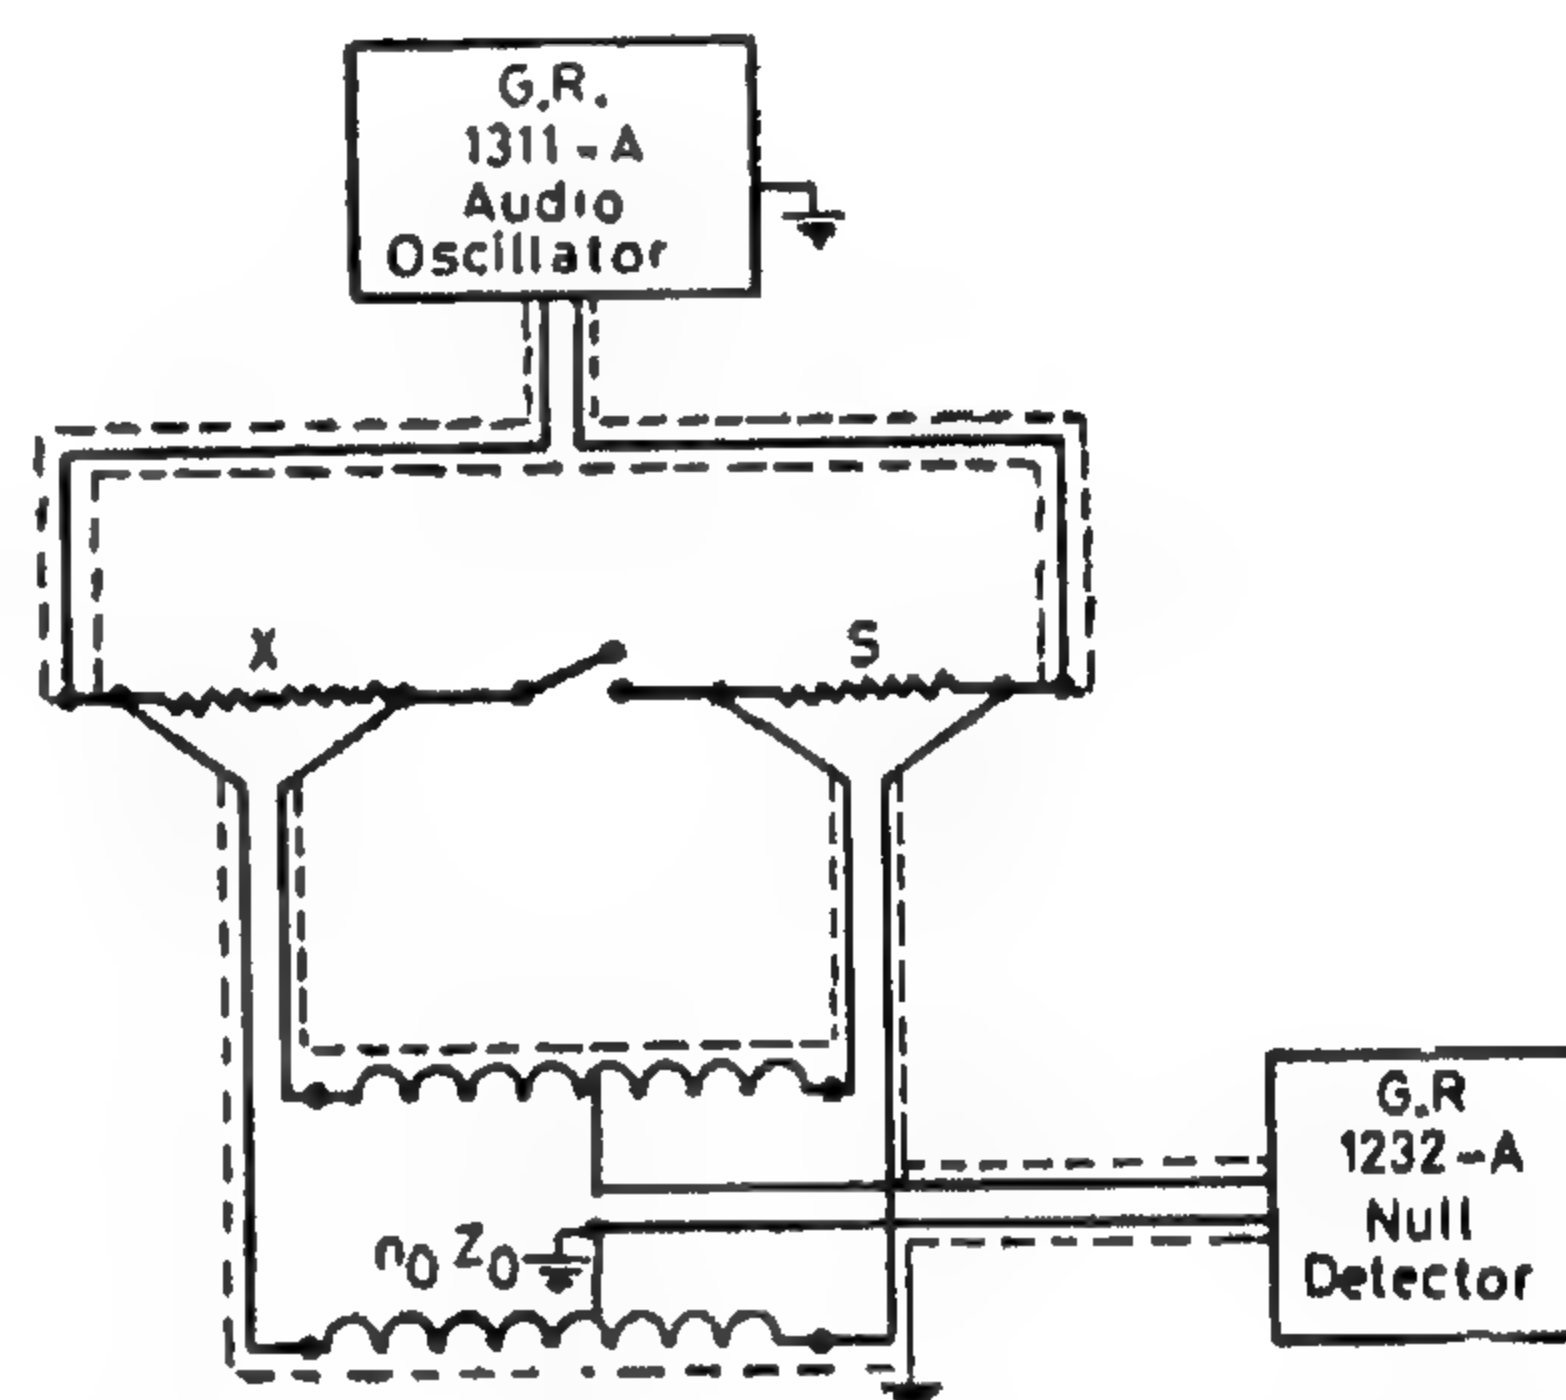 G.R.
1311-A
Audio
Oscillator
X
S
n0 Z0
G.R
1232-A
Null
Detector